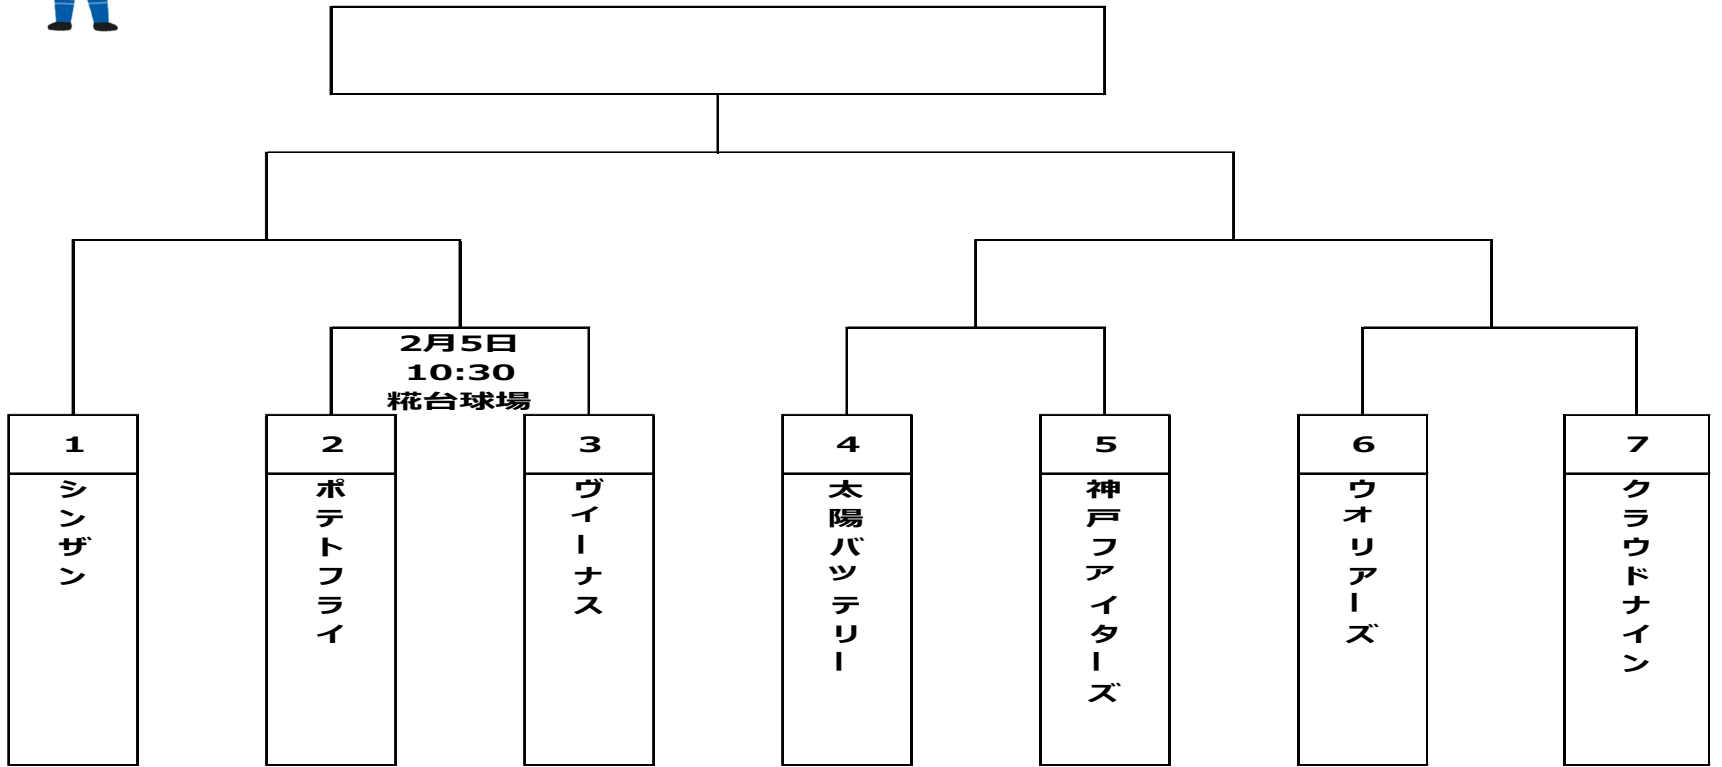 2月5日
10:30
糀台球場
1
2
3
4
5
6
7
シンザン
ポテトフライ
ヴィーナス
太陽バッテリー
神戸ファイターズ
ウオリアーズ
クラウドナイン